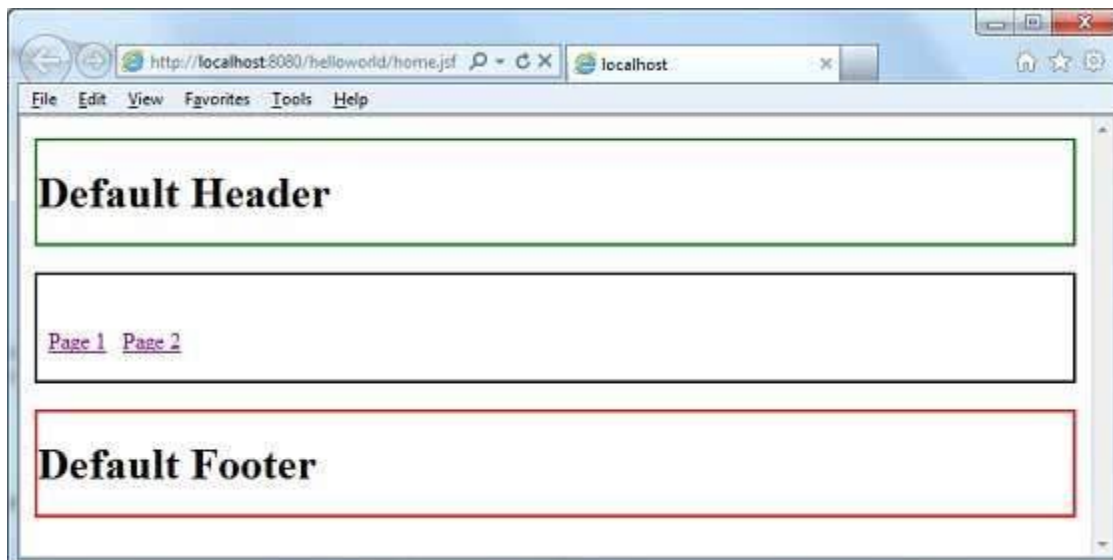 http://localhost:8080/helloworld/home.jsf
localhost
File Edit View Favorites Tools Help
Default Header
Page 1 Page 2
Default Footer